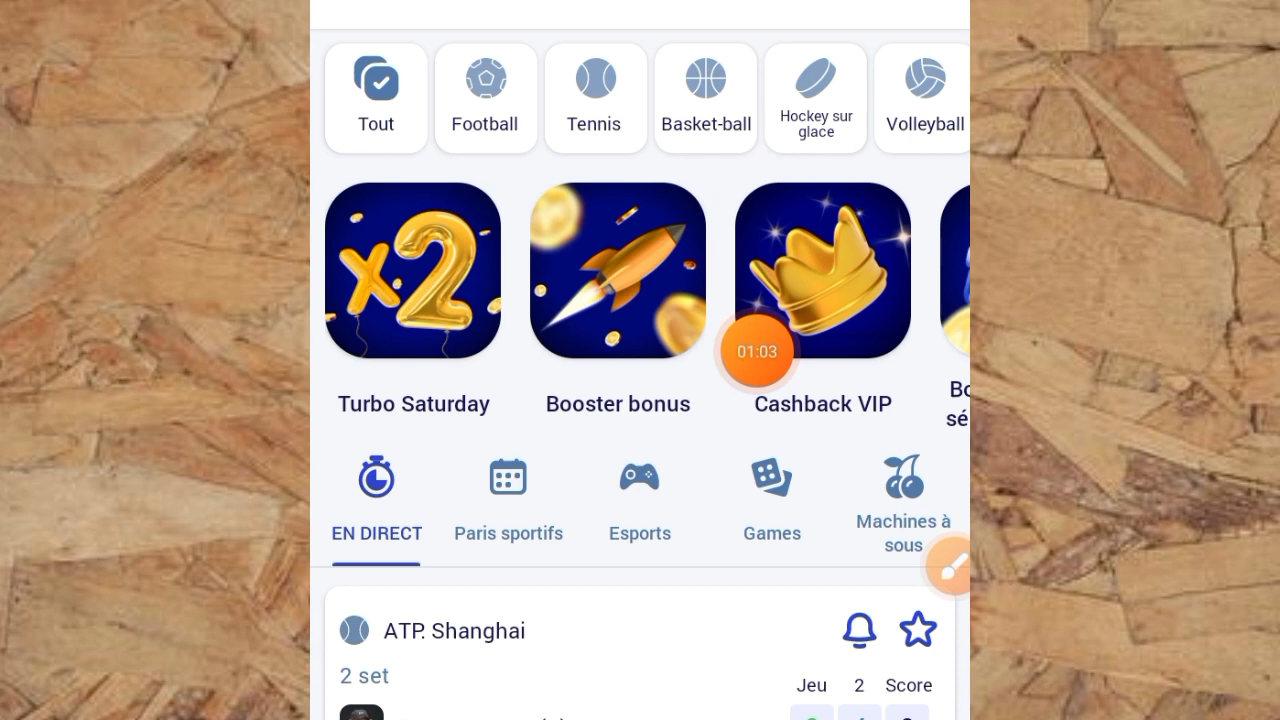 Tout
Football
Tennis
Basket-ball
Hockey sur
glace
Volleyball
x2
01:03
Turbo Saturday
Booster bonus
Cashback VIP
EN DIRECT
Paris sportifs
Esports
Games
Machines à
sous
ATP. Shanghai
2 set
Jeu 2 Score